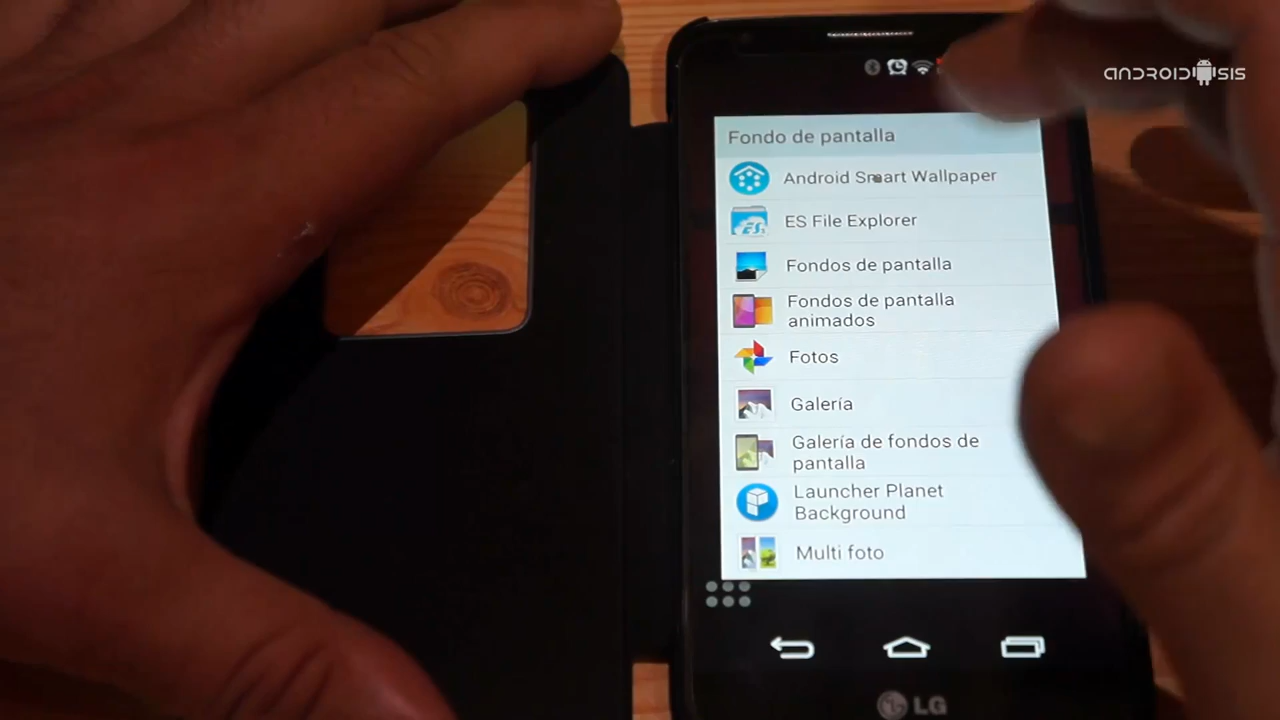 ANDROIDSIS
Fondo de pantalla
Android Smart Wallpaper
ES File Explorer
Fondos de pantalla
Fondos de pantalla
animados
Fotos
Galería
Galería de fondos de
pantalla
Launcher Planet
Background
Multi foto
LG